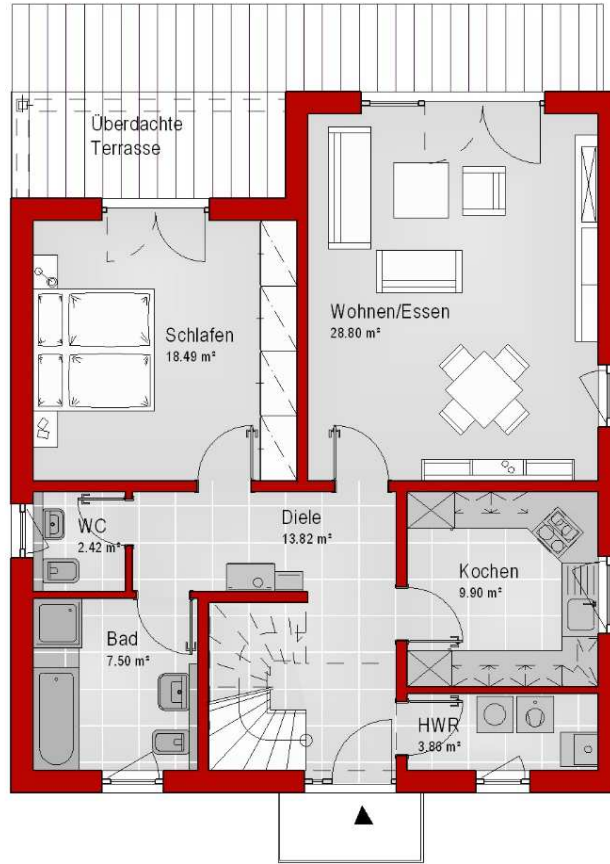 Überdachte
Terrasse
Wohnen/Essen
28.80 m²
Schlafen
18.49 m²
WC
2.42 m²
Diele
13.82 m²
Kochen
9.90 m²
Bad
7.50 m²
HWR
3.88 m²